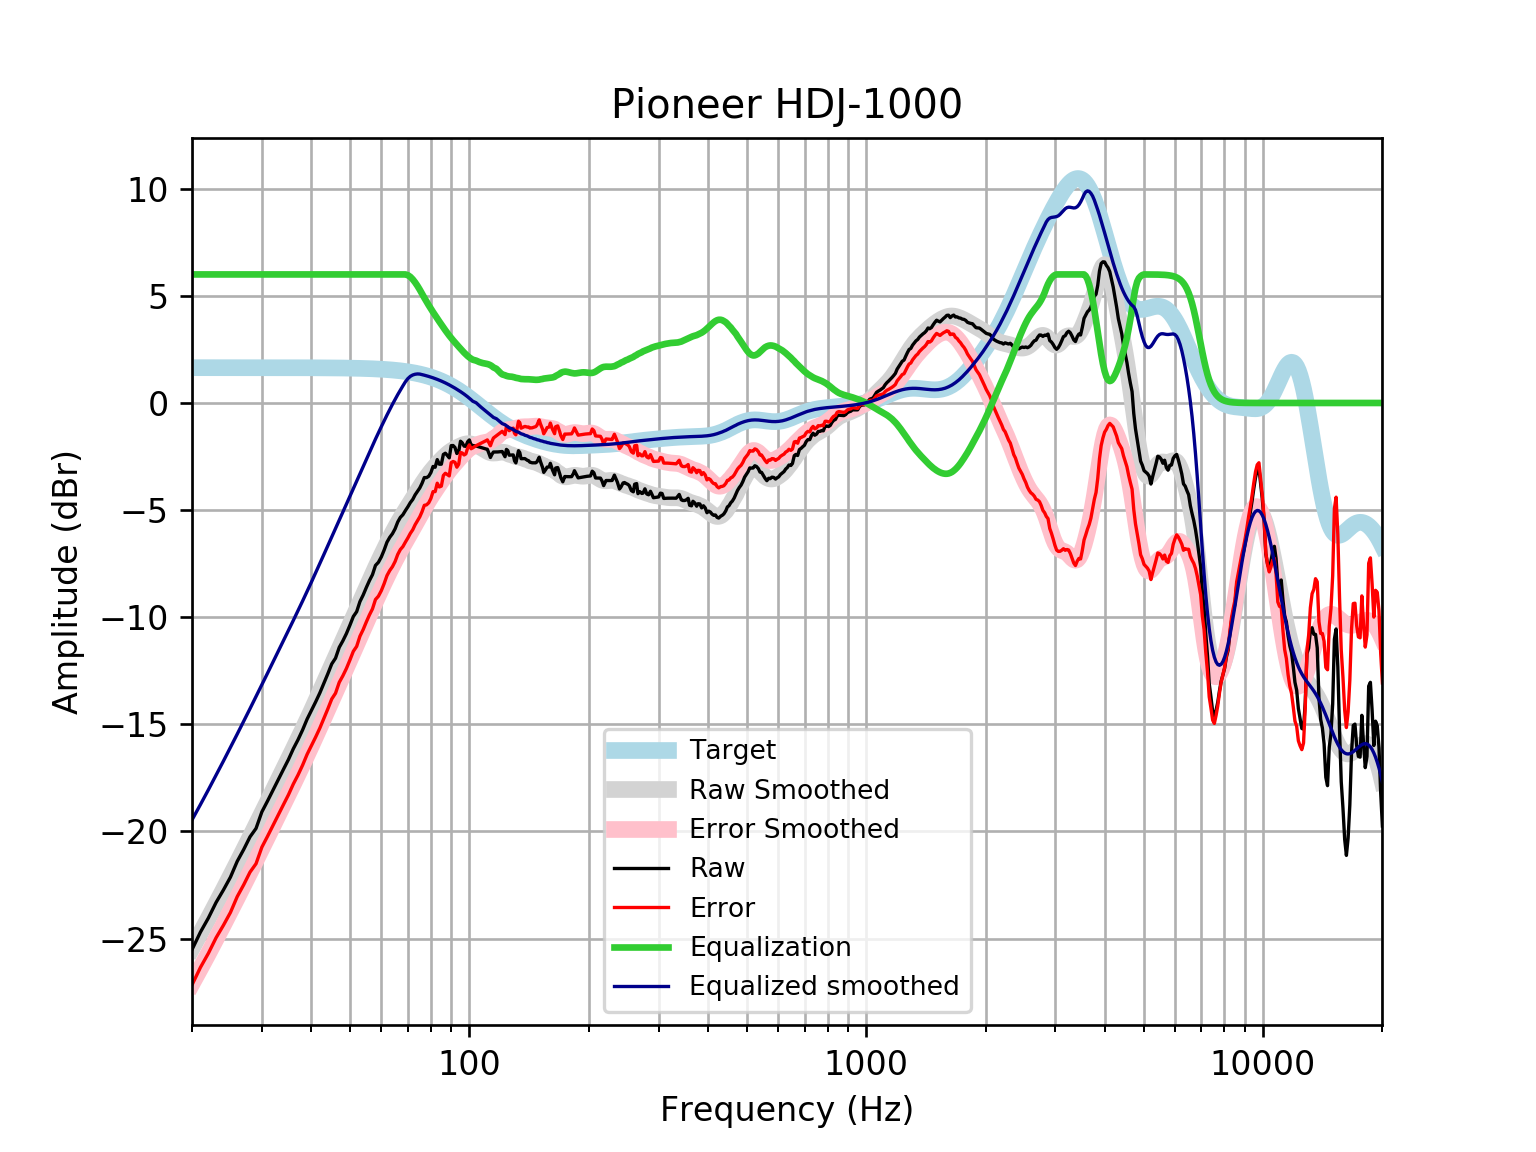 Pioneer HDJ-1000
10
5
0
−5
−10
−15
−20
−25
Amplitude (dBr)
Target
Raw Smoothed
Error Smoothed
Raw
Error
Equalization
Equalized smoothed
100 1000 10000
Frequency (Hz)